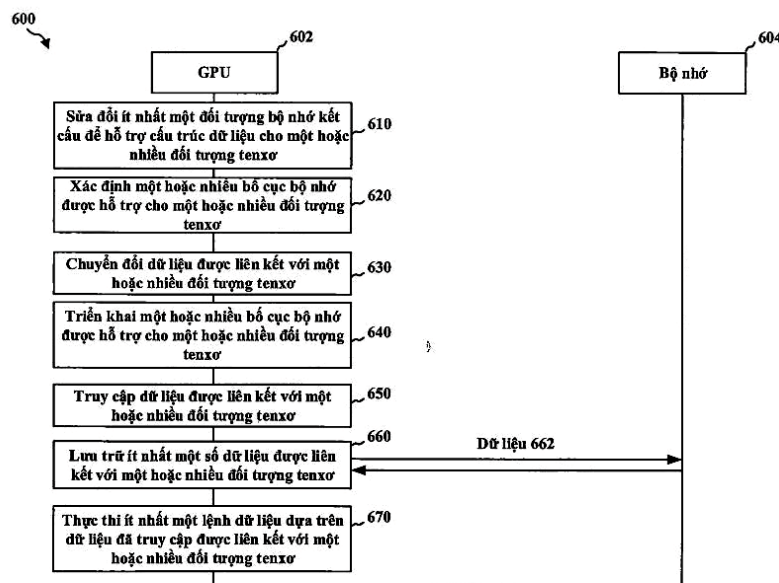 600
602
604
GPU
Bộ nhớ
Sửa đổi ít nhất một đối tượng bộ nhớ kết
cấu để hỗ trợ cấu trúc dữ liệu cho một hoặc
nhiều đối tượng tenxơ
610
Xác định một hoặc nhiều bố cục bộ nhớ
được hỗ trợ cho một hoặc nhiều đối tượng
tenxơ
620
Chuyển đổi dữ liệu được liên kết với một
hoặc nhiều đối tượng tenxơ
630
Triển khai một hoặc nhiều bố cục bộ nhớ
được hỗ trợ cho một hoặc nhiều đối tượng
tenxơ
640
Truy cập dữ liệu được liên kết với một
hoặc nhiều đối tượng tenxơ
650
660
Lưu trữ ít nhất một số dữ liệu được liên
kết với một hoặc nhiều đối tượng tenxơ
Dữ liệu 662
Thực thi ít nhất một lệnh dữ liệu dựa trên
dữ liệu đã truy cập được liên kết với một
hoặc nhiều đối tượng tenxơ
670